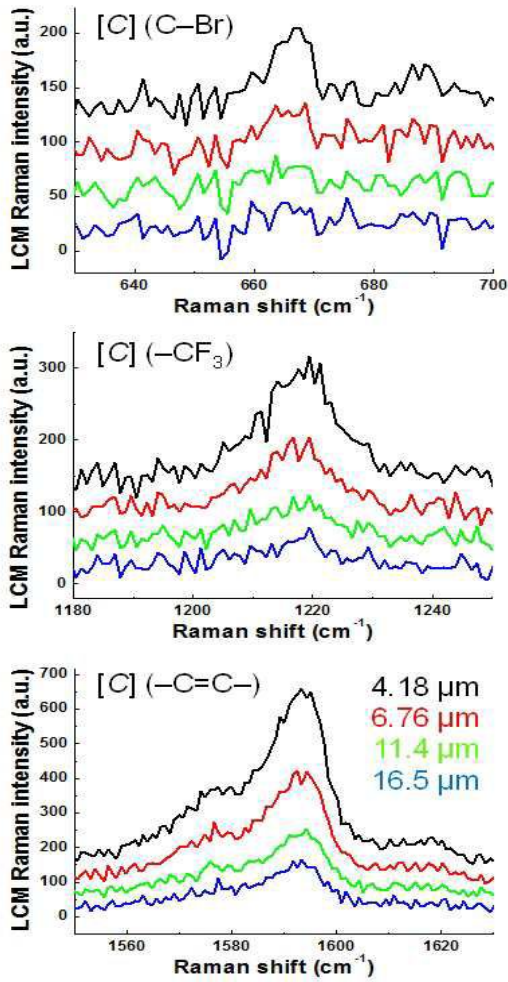 [C] (C–Br)
LCM Raman intensity (a.u.)
200
150
100
50
0
640
660
680
700
Raman shift (cm-1)
[C] (–CF3)
LCM Raman intensity (a.u.)
300
200
100
0
1180
1200
1220
1240
Raman shift (cm-1)
[C] (–C=C–)
4.18 µm
6.76 µm
11.4 µm
16.5 µm
LCM Raman intensity (a.u.)
700
600
500
400
300
200
100
0
1560
1580
1600
1620
Raman shift (cm-1)